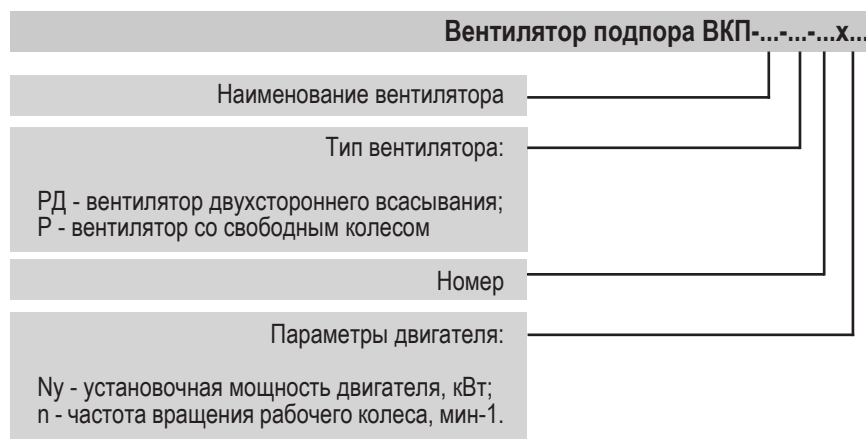 Вентилятор подпора ВКП-...-...-...х...
Наименование вентилятора
Тип вентилятора:
РД - вентилятор двухстороннего всасывания;
Р - вентилятор со свободным колесом
Номер
Параметры двигателя:
Ny - установочная мощность двигателя, кВт;
n - частота вращения рабочего колеса, мин-1.